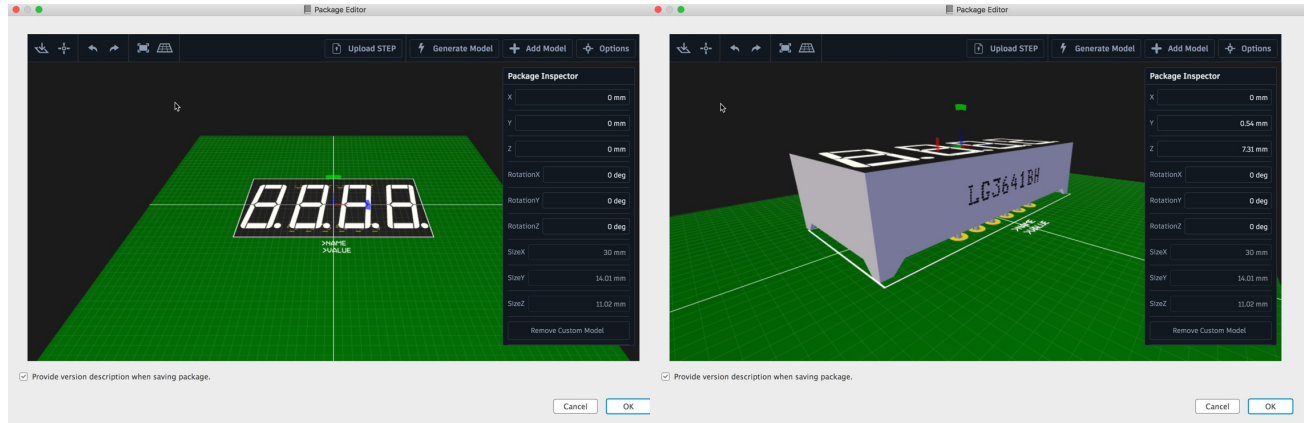 Package Editor
Upload STEP
Generate Model
Add Model
Options
Package Inspector
X
0 mm
Y
0 mm
Z
0 mm
RotationX
0 deg
RotationY
0 deg
RotationZ
0 deg
SizeX
30 mm
SizeY
14.01 mm
SizeZ
11.02 mm
Remove Custom Model
8.8.8.8.
>NAME
>VALUE
Provide version description when saving package.
Cancel
OK
Package Editor
Upload STEP
Generate Model
Add Model
Options
Package Inspector
X
0 mm
Y
0.54 mm
Z
7.31 mm
RotationX
0 deg
RotationY
0 deg
RotationZ
0 deg
SizeX
30 mm
SizeY
14.01 mm
SizeZ
11.02 mm
Remove Custom Model
LG3641BH
>NAME
>VALUE
Provide version description when saving package.
Cancel
OK